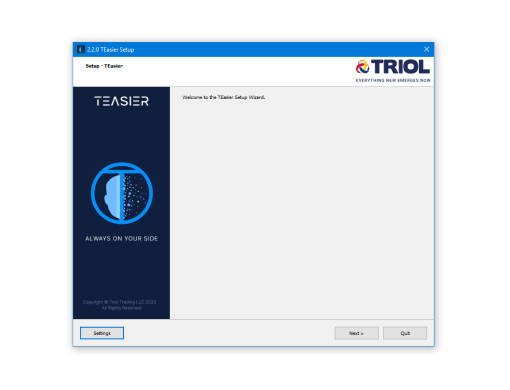 2.2.0 TEasier Setup
Setup - TEasier
TRIOL
EVERYTHING NEW EMERGES NOW
TEASIER
Welcome to the TEasier Setup Wizard.
ALWAYS ON YOUR SIDE
Copyright © Triol Trading LLC 2020
All Rights Reserved
Settings
Next >
Quit